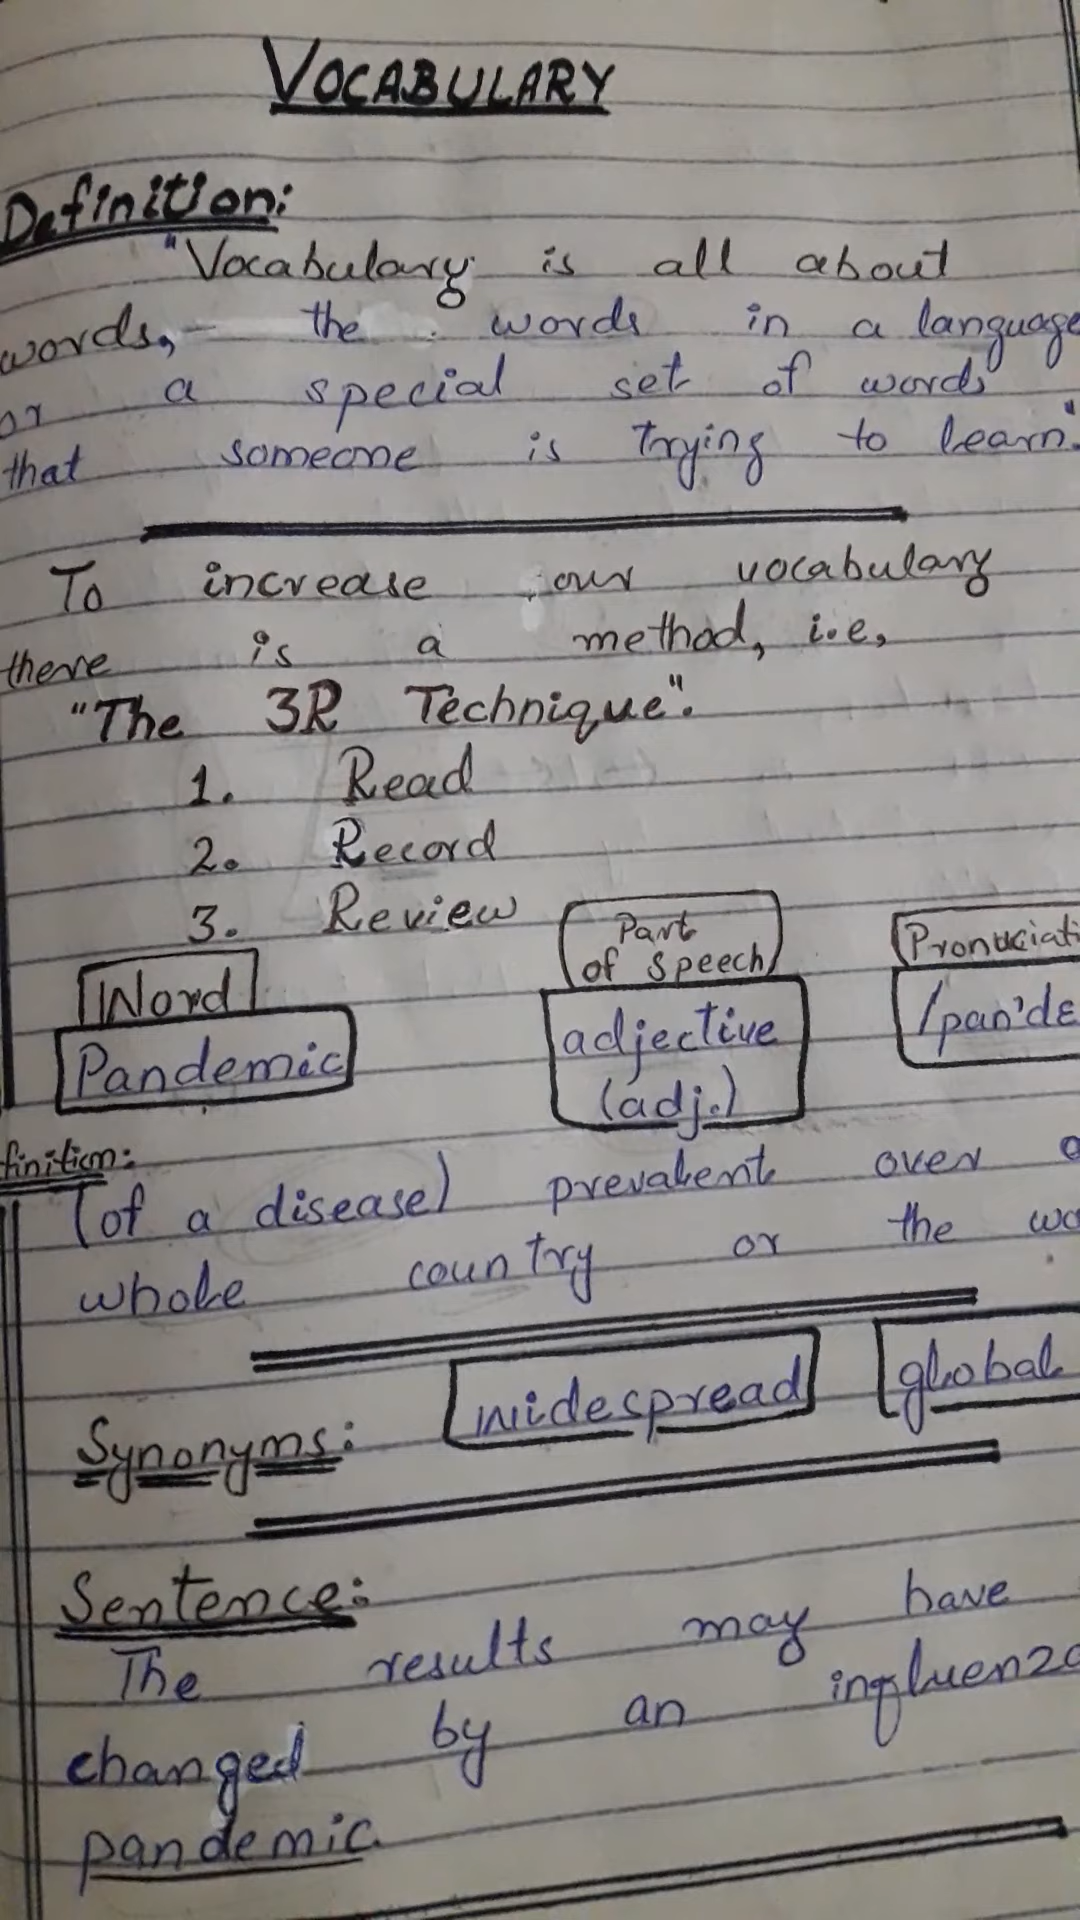 VOCABULARY
Definition:
"Vocabulary is all about
words, the words in a language
or a special set of words
that someone is trying to learn."
To increase our vocabulary
there is a method, i.e,
"The 3R Technique".
1. Read
2. Record
3. Review
Word Part of speech Pronuciati
Pandemic adjective (adj.) /pan'dɛ
finition:
(of a disease) prevalent over a
whole country or the wo
Synonyms: widespread global
Sentence:
The results may have
changed by an influenza
pandemic.